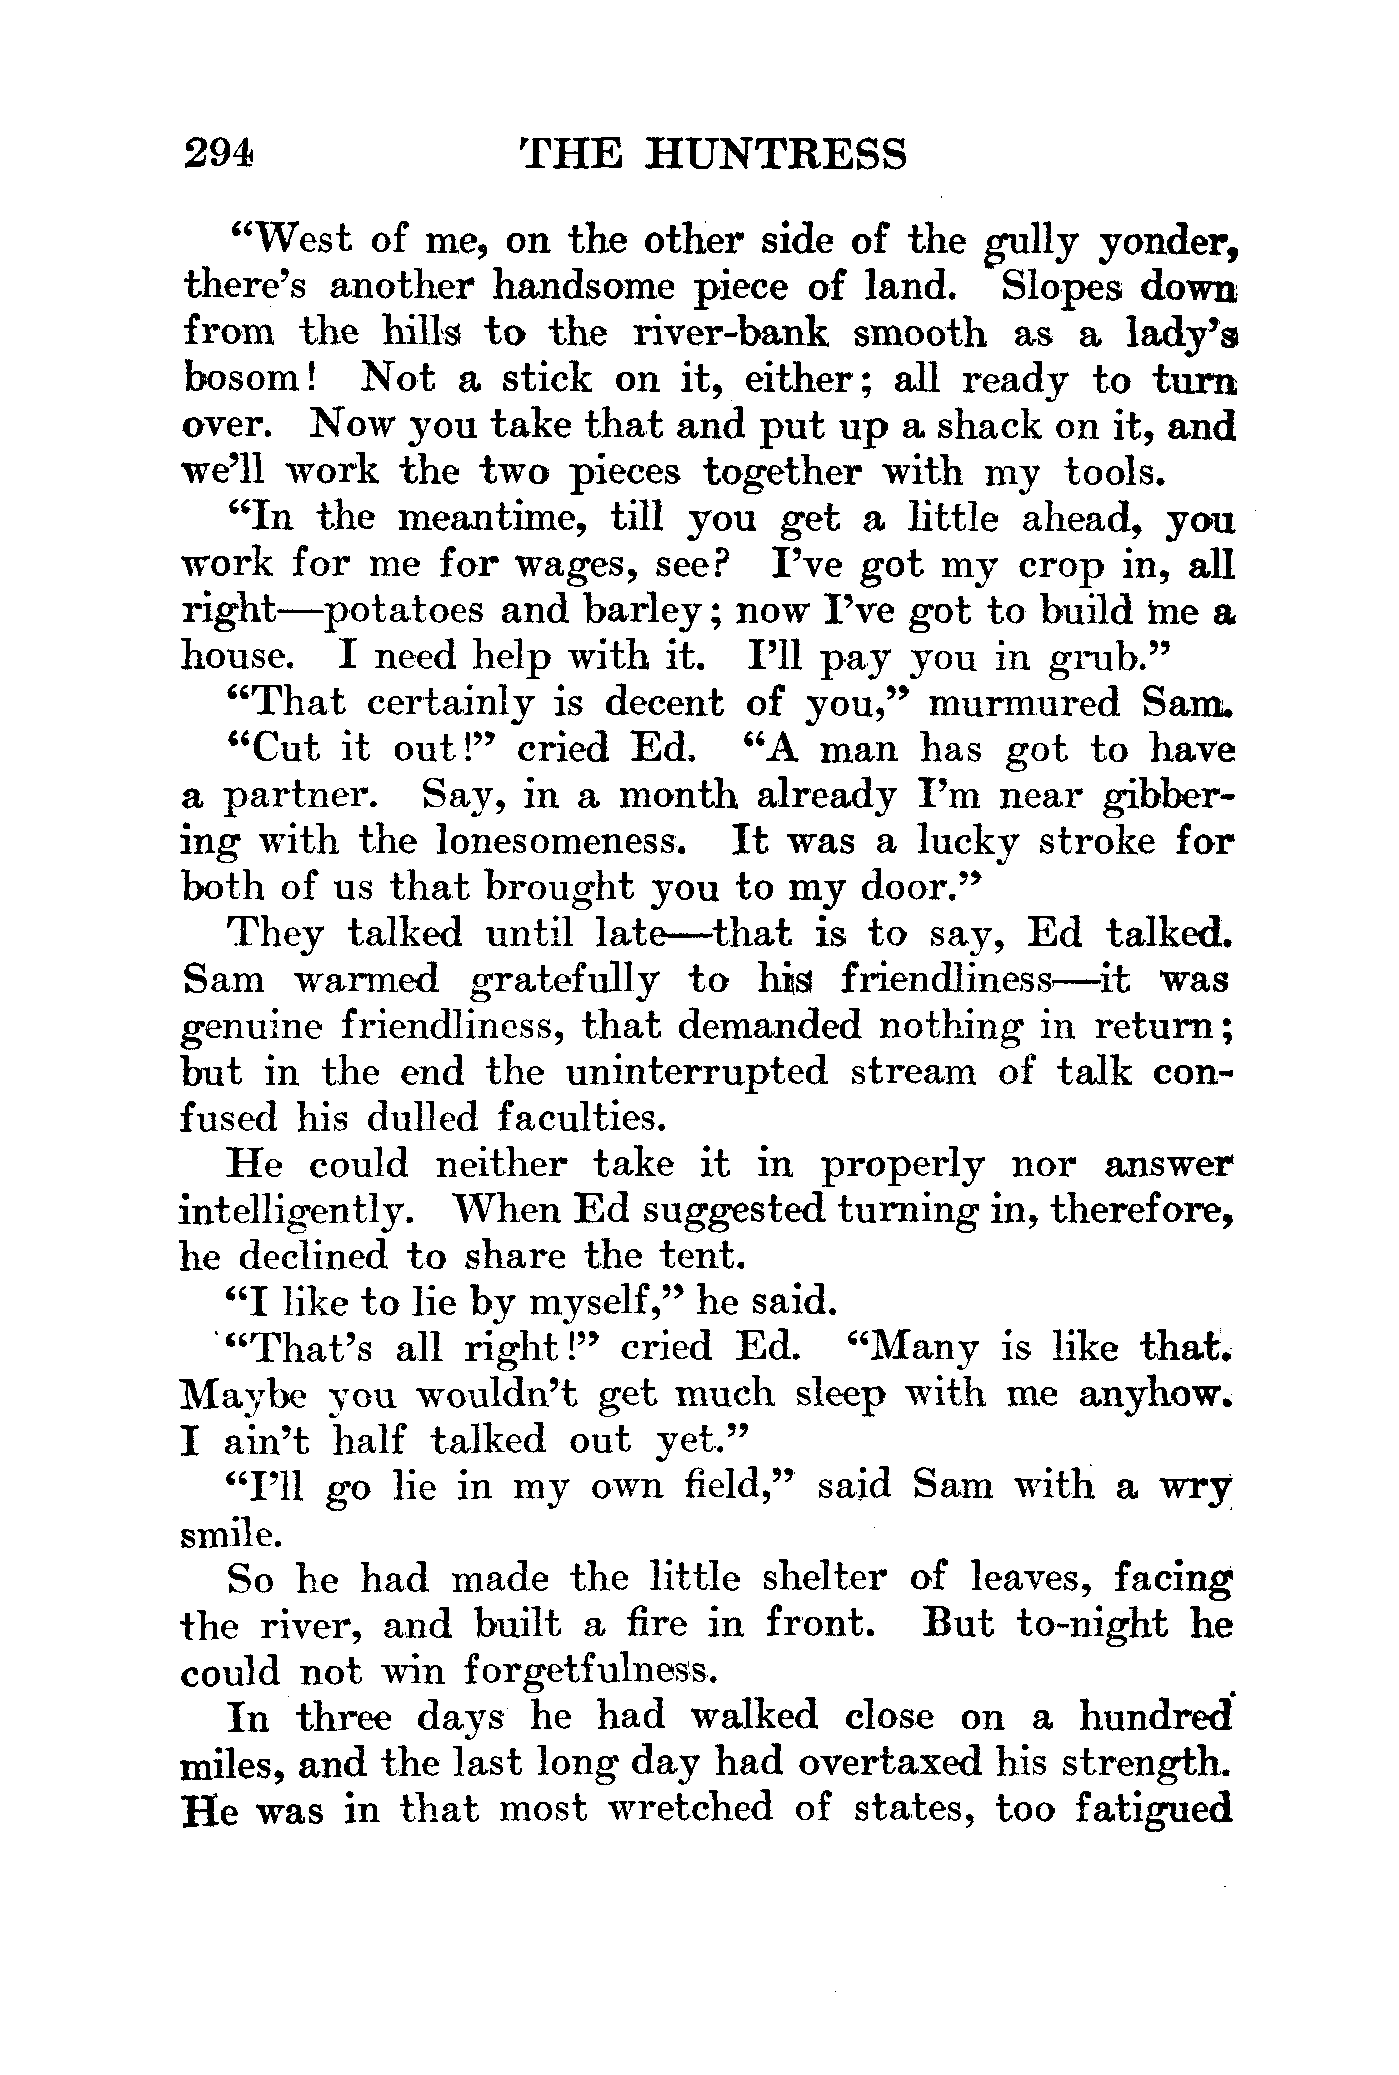 294 THE HUNTRESS
“West of me, on the other side of the gully yonder,
there’s another handsome piece of land. Slopes down
from the hills to the river-bank smooth as a lady’s
bosom! Not a stick on it, either; all ready to turn
over. Now you take that and put up a shack on it, and
we’ll work the two pieces together with my tools.
“In the meantime, till you get a little ahead, you
work for me for wages, see? I’ve got my crop in, all
right—potatoes and barley; now I’ve got to build me a
house. I need help with it. I’ll pay you in grub.”
“That certainly is decent of you,” murmured Sam.
“Cut it out!” cried Ed. “A man has got to have
a partner. Say, in a month already I’m near gibber-
ing with the lonesomeness. It was a lucky stroke for
both of us that brought you to my door.”
They talked until late—that is to say, Ed talked.
Sam warmed gratefully to his friendliness—it was
genuine friendliness, that demanded nothing in return;
but in the end the uninterrupted stream of talk con-
fused his dulled faculties.
He could neither take it in properly nor answer
intelligently. When Ed suggested turning in, therefore,
he declined to share the tent.
“I like to lie by myself,” he said.
“That’s all right!” cried Ed. “Many is like that.
Maybe you wouldn’t get much sleep with me anyhow.
I ain’t half talked out yet.”
“I’ll go lie in my own field,” said Sam with a wry
smile.
So he had made the little shelter of leaves, facing
the river, and built a fire in front. But to-night he
could not win forgetfulness.
In three days he had walked close on a hundred
miles, and the last long day had overtaxed his strength.
He was in that most wretched of states, too fatigued